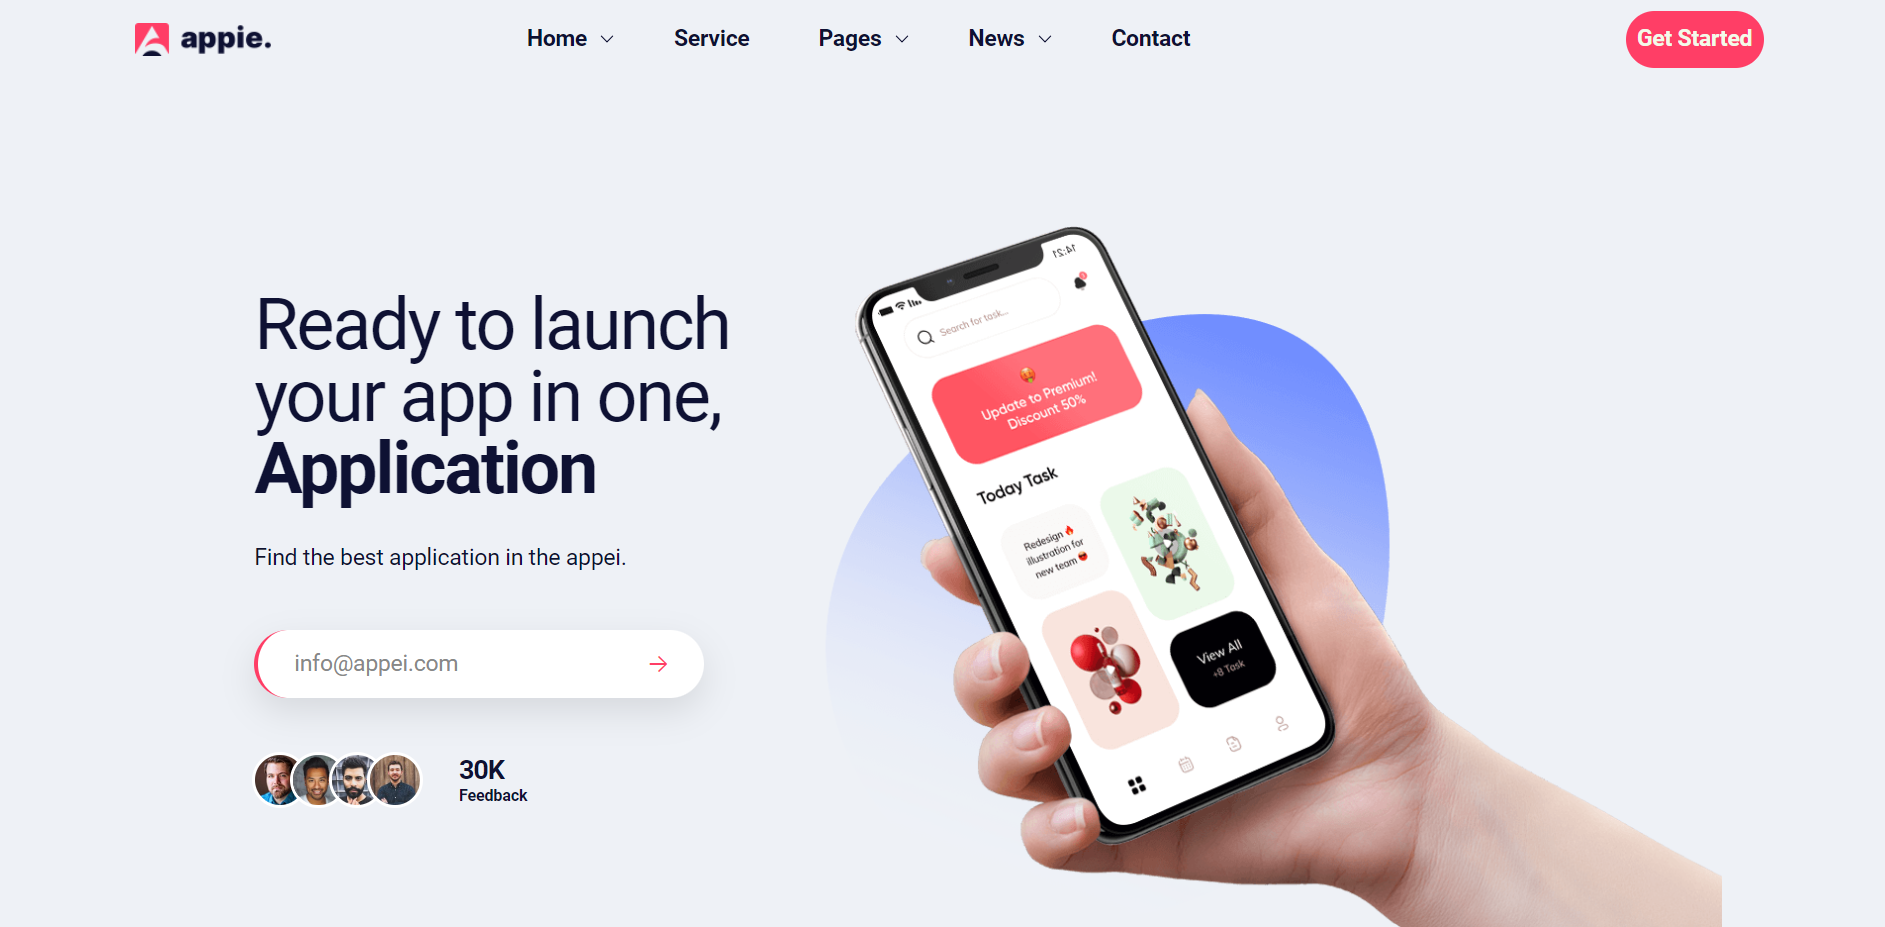 appie.
Home
Service
Pages
News
Contact
Get Started
Ready to launch
your app in one,
Application
Find the best application in the appei.
info@appei.com
30K
Feedback
14:21
Search for task...
Update to Premium!
Discount 50%
Today Task
Redesign 🔥
illustration for
new team 😍
View All
+8 Task